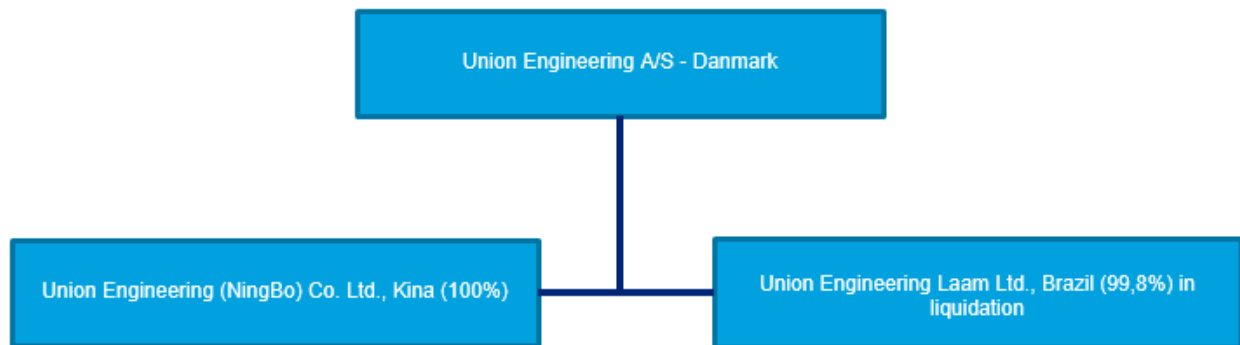 Union Engineering A/S - Danmark
Union Engineering (NingBo) Co. Ltd., Kina (100%)
Union Engineering Laam Ltd., Brazil (99,8%) in
liquidation